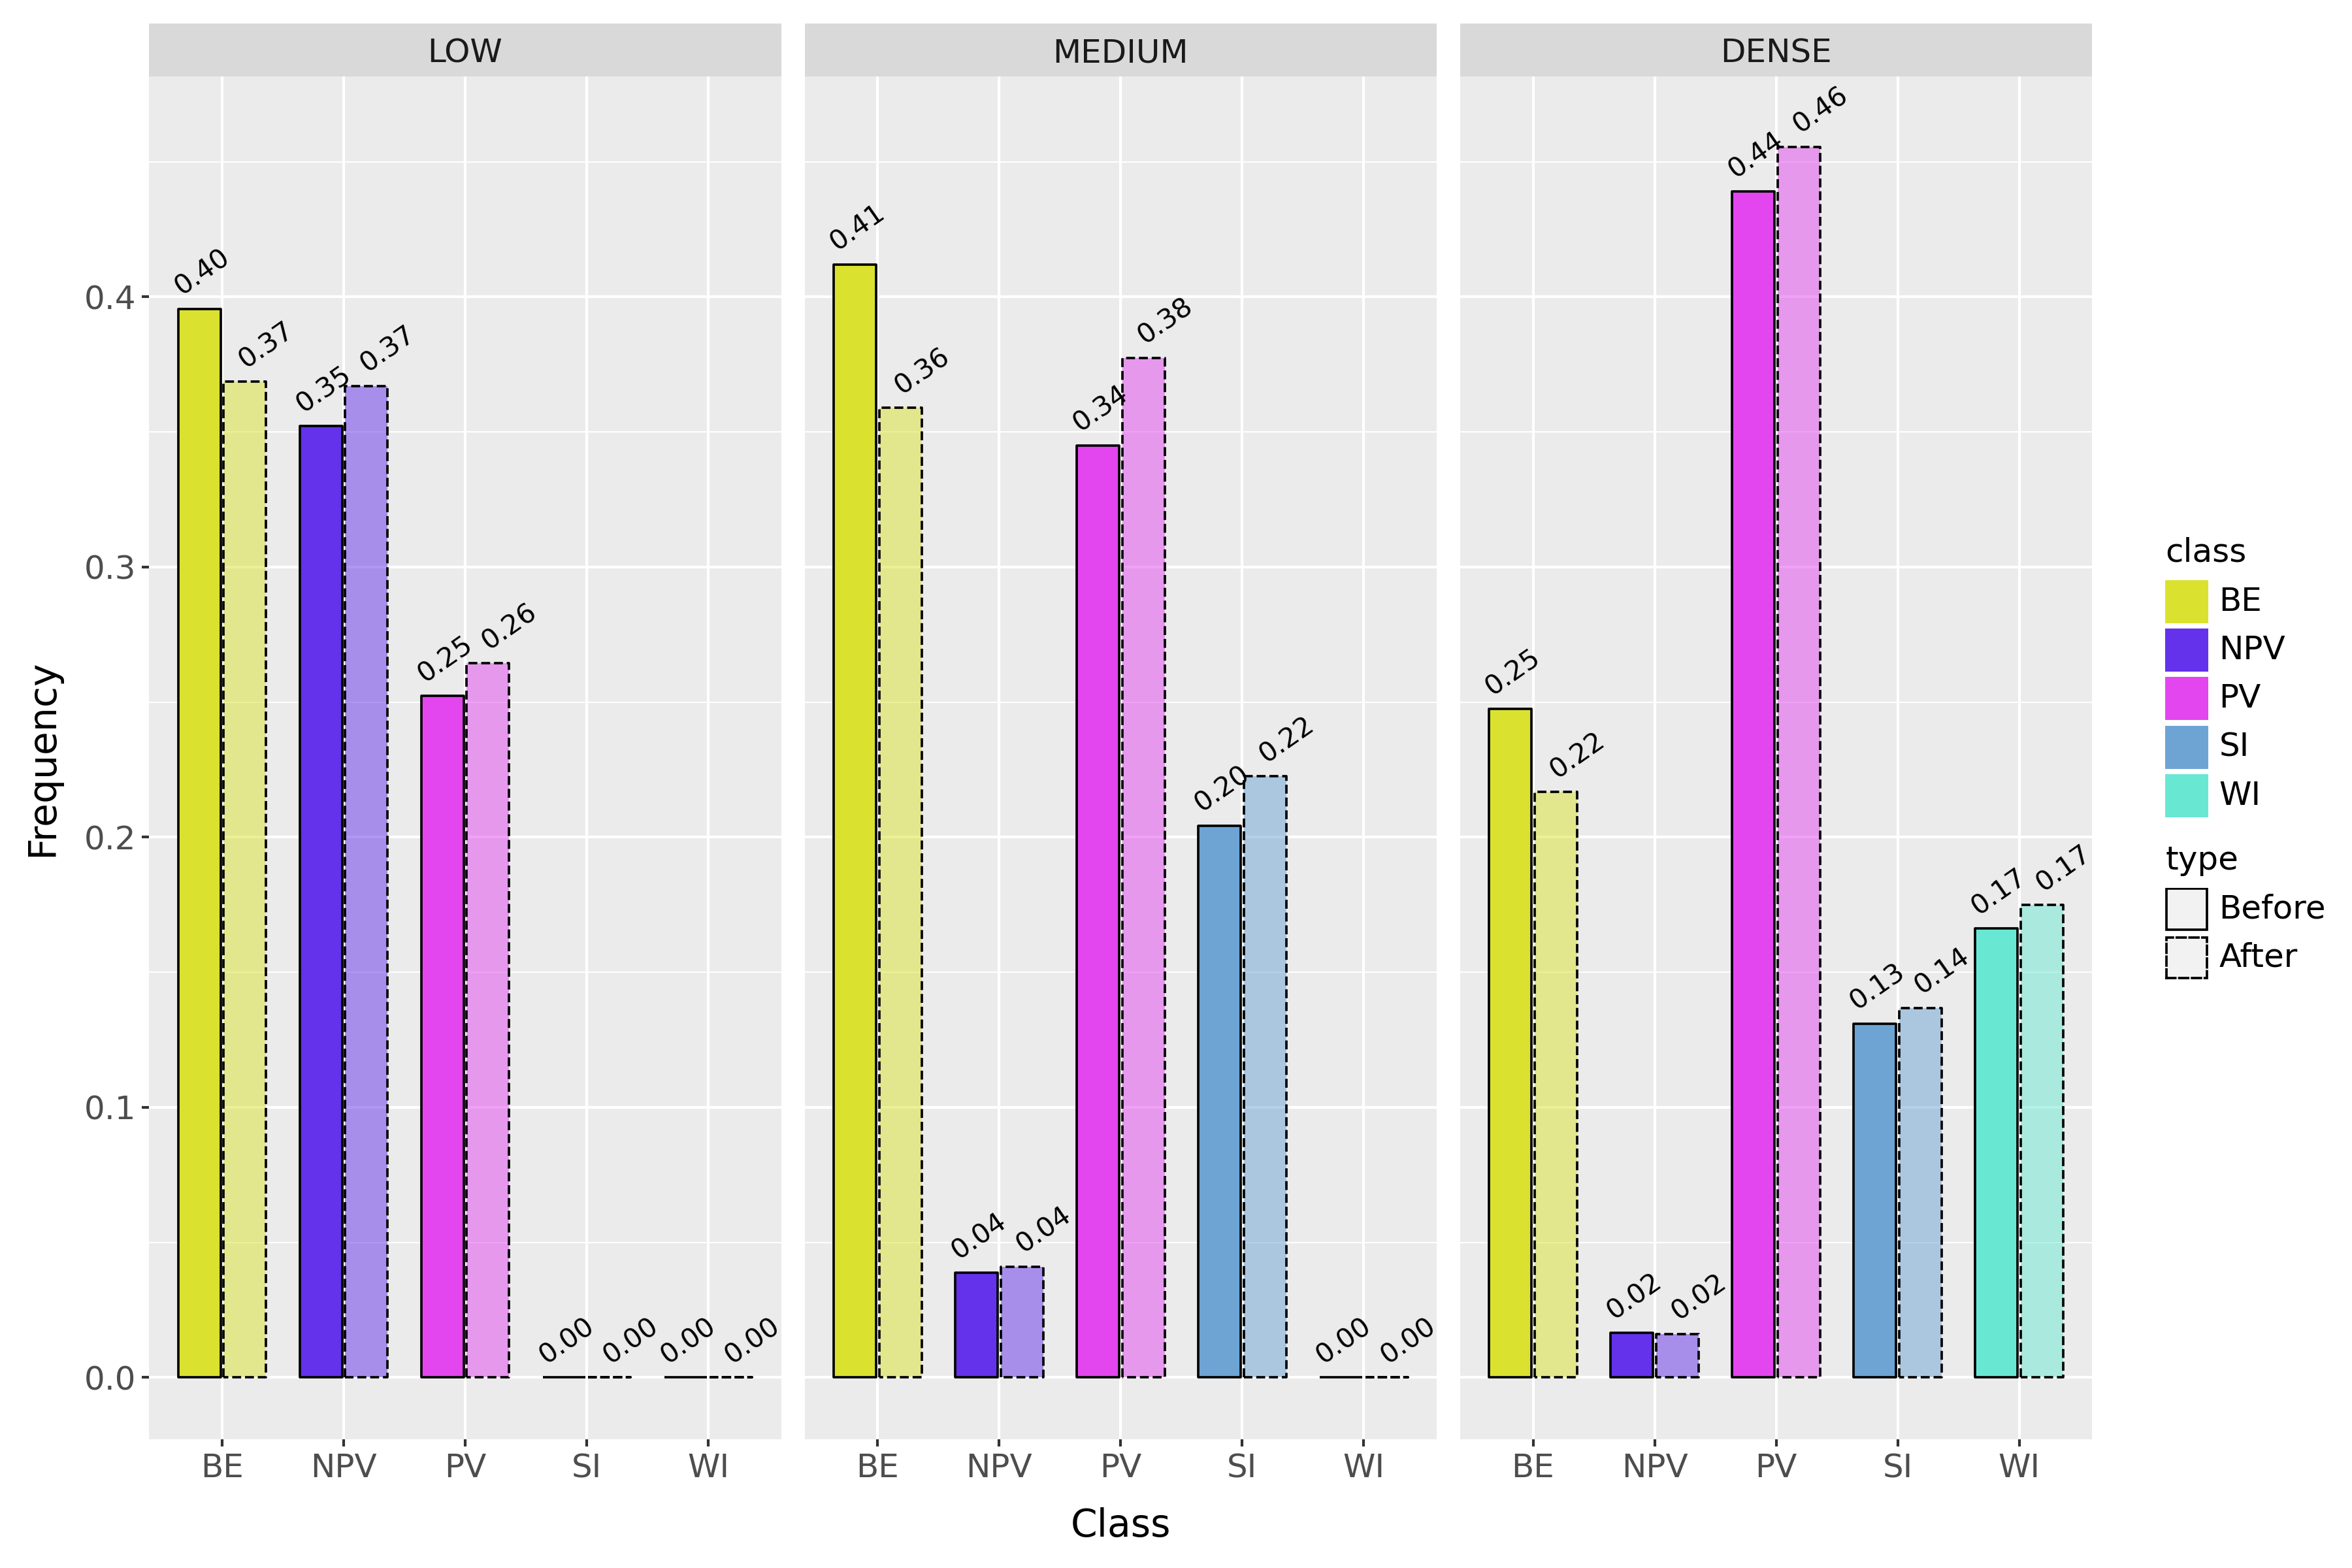 LOW
MEDIUM
DENSE
Frequency
0.4
0.3
0.2
0.1
0.0
0.40
0.37
0.35
0.37
0.25
0.26
0.00
0.00
0.00
0.00
0.41
0.36
0.04
0.04
0.34
0.38
0.20
0.22
0.00
0.00
0.25
0.22
0.02
0.02
0.44
0.46
0.13
0.14
0.17
0.17
BE NPV PV SI WI
BE NPV PV SI WI
BE NPV PV SI WI
Class
class
BE
NPV
PV
SI
WI
type
Before
After